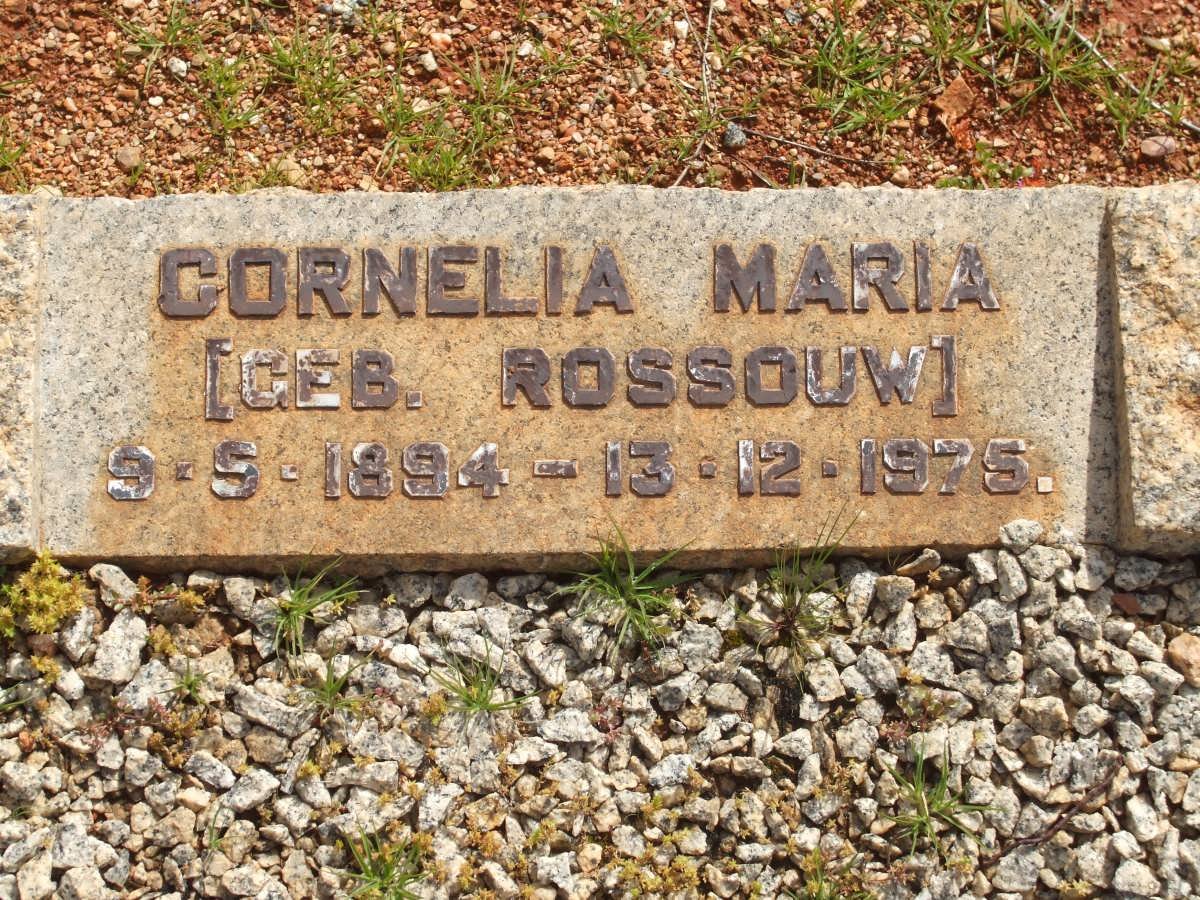 CORNELIA MARIA
[GEB. ROSSOUW]
9·5·1894-13·12·1975.